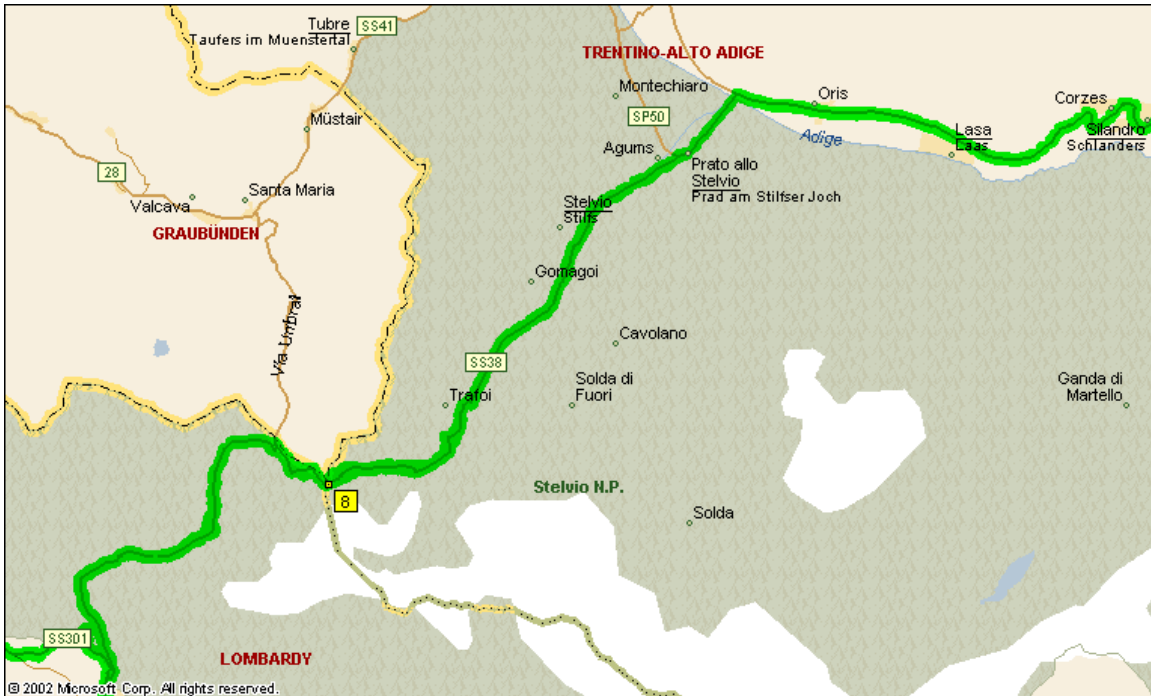 Tubre
SS41
Taufers im Muenstertal
TRENTINO-ALTO ADIGE
Montechiaro
Oris
Corzes
SP50
Müstair
Adige
Lasa
Laas
Silandro
Schlanders
Agums
Prato allo
Stelvio
Prad am Stilfser Joch
28
Santa Maria
Valcava
Stelvio
Stilfs
GRAUBÜNDEN
Gomagoi
Via Umbrail
Cavolano
SS38
Trafoi
Solda di
Fuori
Ganda di
Martello
8
Stelvio N.P.
Solda
SS301
LOMBARDY
© 2002 Microsoft Corp. All rights reserved.